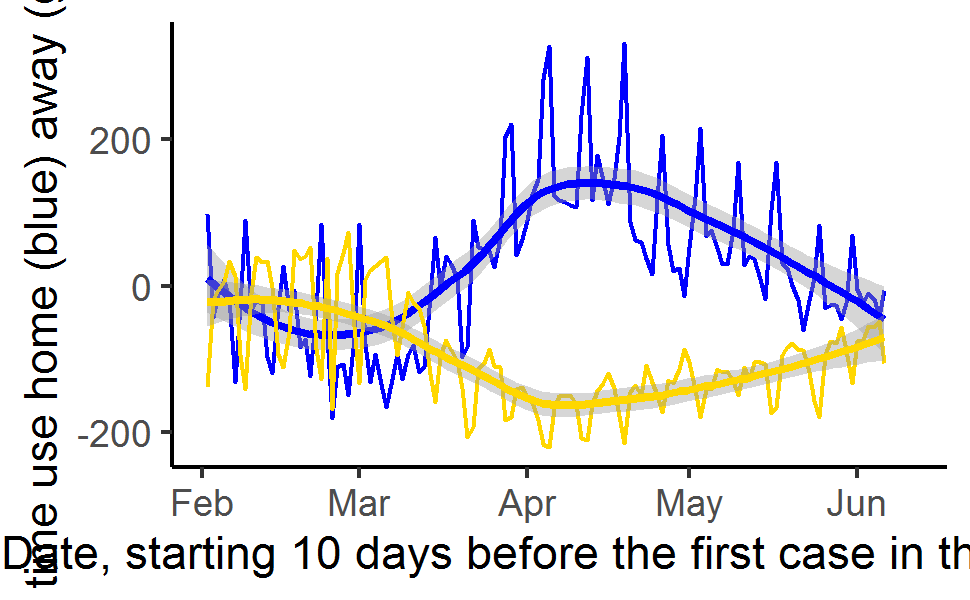 time use home (blue) away (
200
0
-200
Feb Mar Apr May Jun
Date, starting 10 days before the first case in th